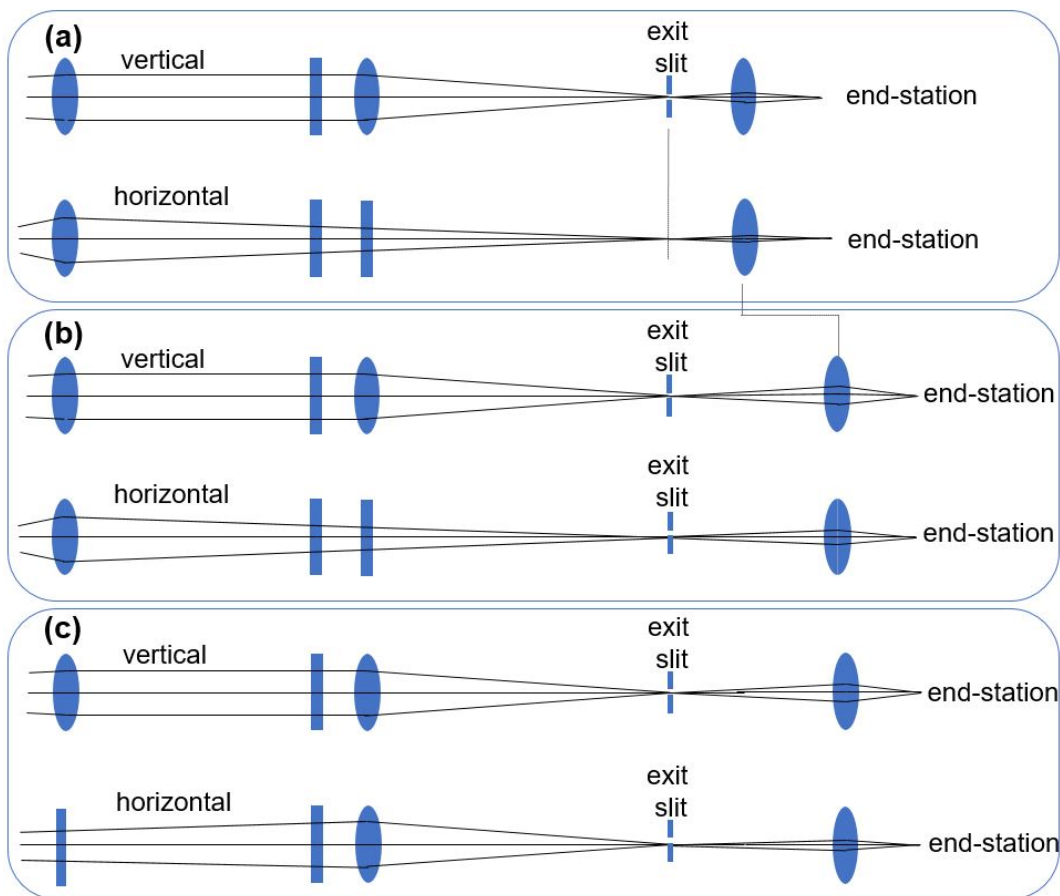 (a)
vertical
exit
slit
end-station
horizontal
end-station
(b)
vertical
exit
slit
end-station
horizontal
exit
slit
end-station
(c)
vertical
exit
slit
end-station
horizontal
exit
slit
end-station